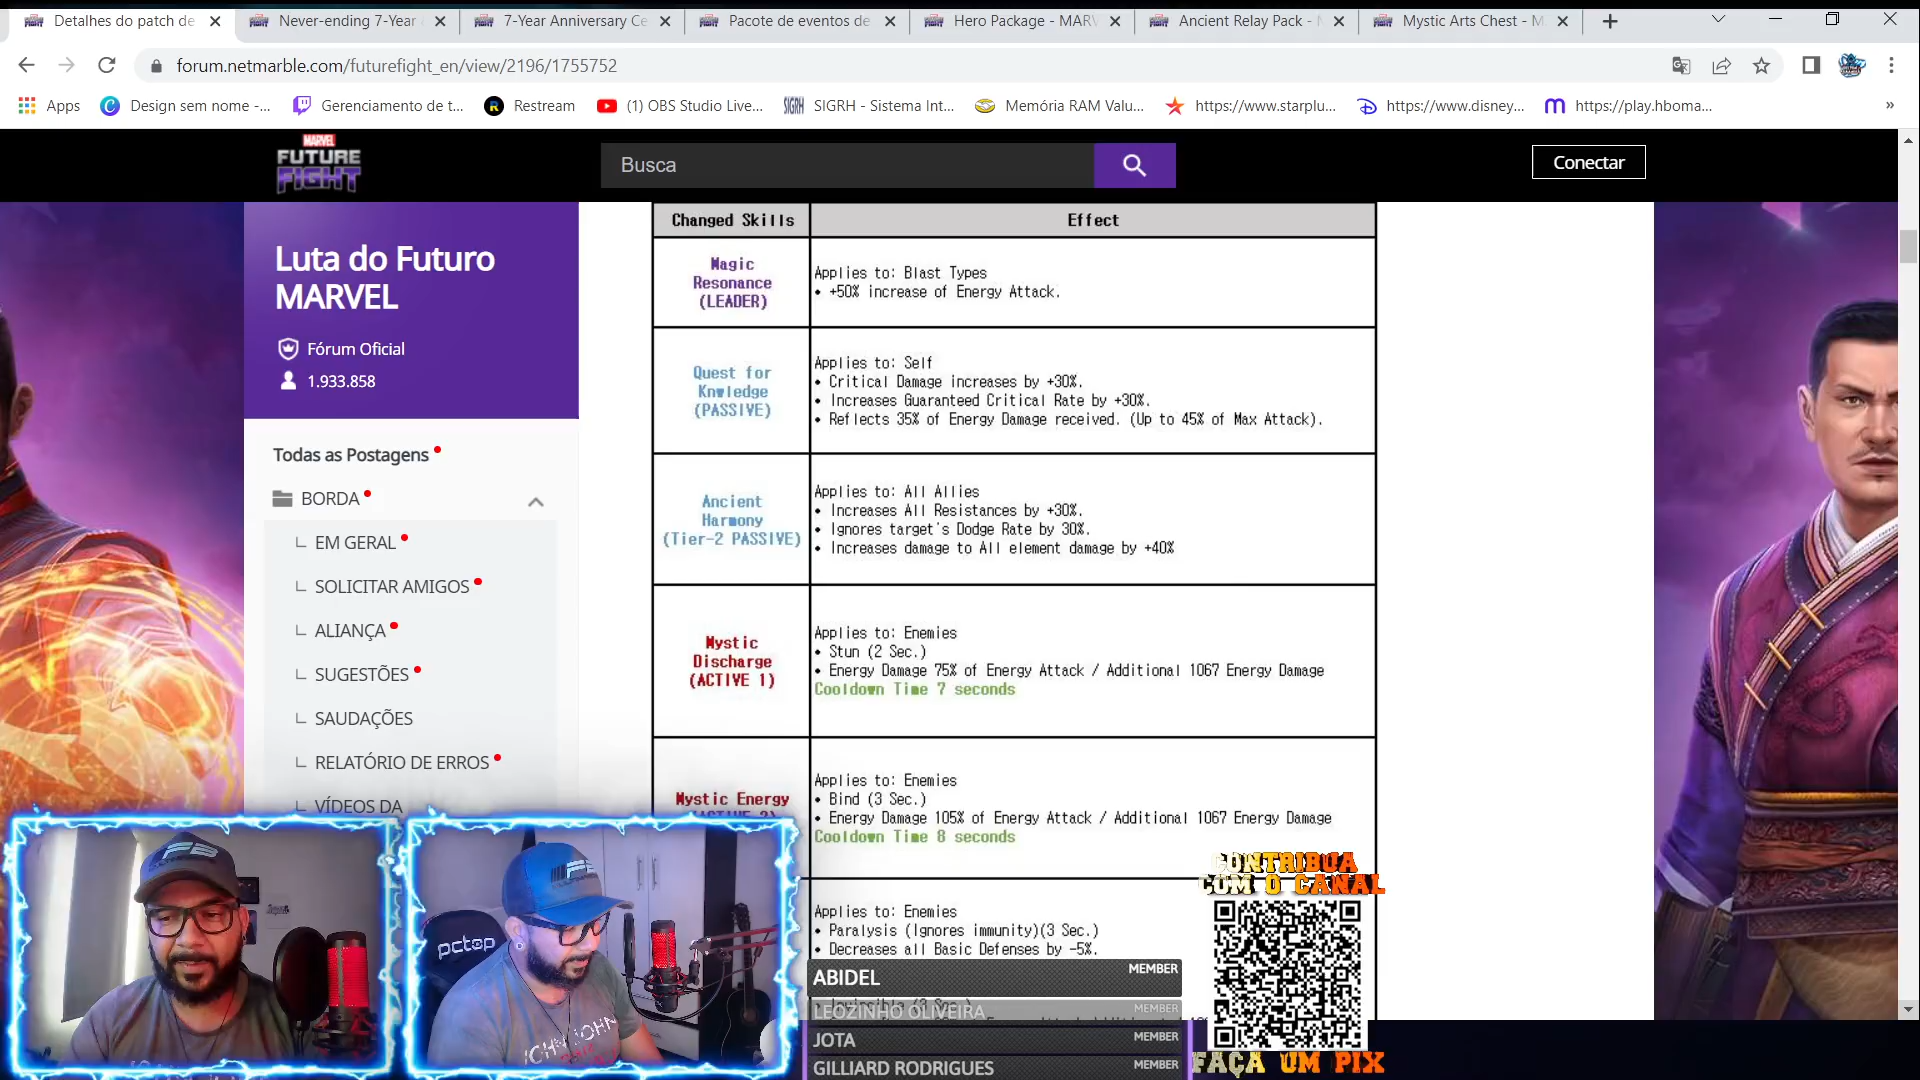 Detalhes do patch de
Never-ending 7-Year
7-Year Anniversary Ce
Pacote de eventos de
Hero Package - MARV
Ancient Relay Pack -
Mystic Arts Chest - M
forum.netmarble.com/futurefight_en/view/2196/1755752
Apps
Design sem nome -...
Gerenciamento de t...
Restream
(1) OBS Studio Live...
SIGRH - Sistema Int...
Memória RAM Valu...
https://www.starplu...
https://www.disney...
https://play.hboma...
MARVEL
FUTURE
FIGHT
Busca
Conectar
Luta do Futuro
MARVEL
Fórum Oficial
1.933.858
Todas as Postagens
BORDA
EM GERAL
SOLICITAR AMIGOS
ALIANÇA
SUGESTÕES
SAUDAÇÕES
RELATÓRIO DE ERROS
VÍDEOS DA
Changed Skills
Effect
Magic
Resonance
(LEADER)
Applies to: Blast Types
• +50% increase of Energy Attack.
Quest for
Knwledge
(PASSIVE)
Applies to: Self
• Critical Damage increases by +30%.
• Increases Guaranteed Critical Rate by +30%.
• Reflects 35% of Energy Damage received. (Up to 45% of Max Attack).
Ancient
Harmony
(Tier-2 PASSIVE)
Applies to: All Allies
• Increases All Resistances by +30%.
• Ignores target's Dodge Rate by 30%.
• Increases damage to All element damage by +40%
Mystic
Discharge
(ACTIVE 1)
Applies to: Enemies
• Stun (2 Sec.)
• Energy Damage 75% of Energy Attack / Additional 1067 Energy Damage
Cooldown Time 7 seconds
Mystic Energy
Applies to: Enemies
• Bind (3 Sec.)
• Energy Damage 105% of Energy Attack / Additional 1067 Energy Damage
Cooldown Time 8 seconds
Applies to: Enemies
• Paralysis (Ignores immunity)(3 Sec.)
• Decreases all Basic Defenses by -5%.
CONTRIBUA
COM O CANAL
FAÇA UM PIX
ABIDEL MEMBER
LEOZINHO OLIVEIRA MEMBER
JOTA MEMBER
GILLIARD RODRIGUES MEMBER
pctop